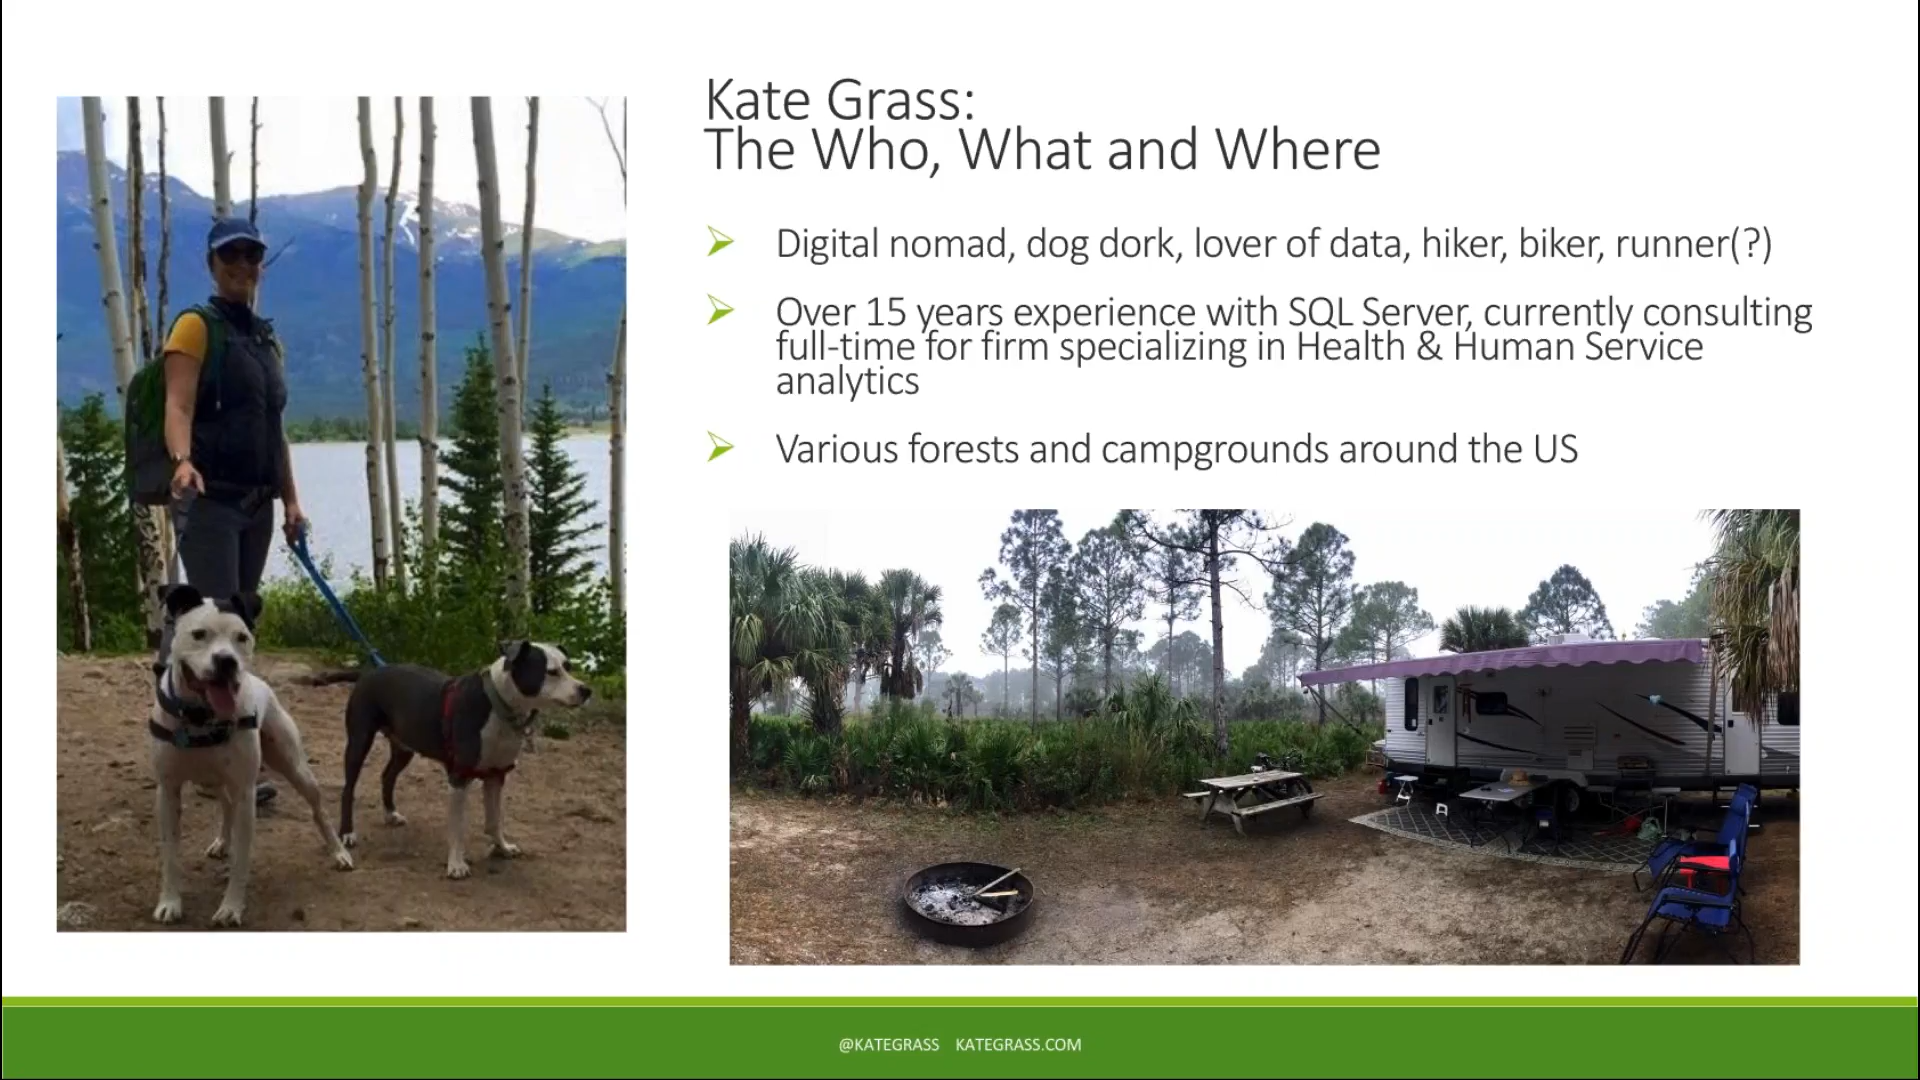 Kate Grass:
The Who, What and Where
Digital nomad, dog dork, lover of data, hiker, biker, runner(?)
Over 15 years experience with SQL Server, currently consulting
full-time for firm specializing in Health & Human Service
analytics
Various forests and campgrounds around the US
@KATEGRASS KATEGRASS.COM